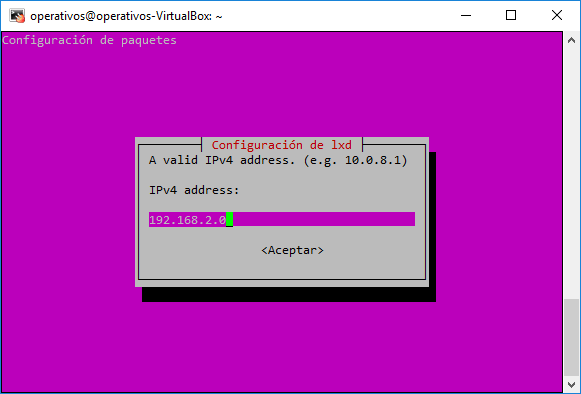 operativos@operativos-VirtualBox: ~
Configuración de paquetes
Configuración de lxd
A valid IPv4 address. (e.g. 10.0.8.1)
IPv4 address:
192.168.2.0
<Aceptar>